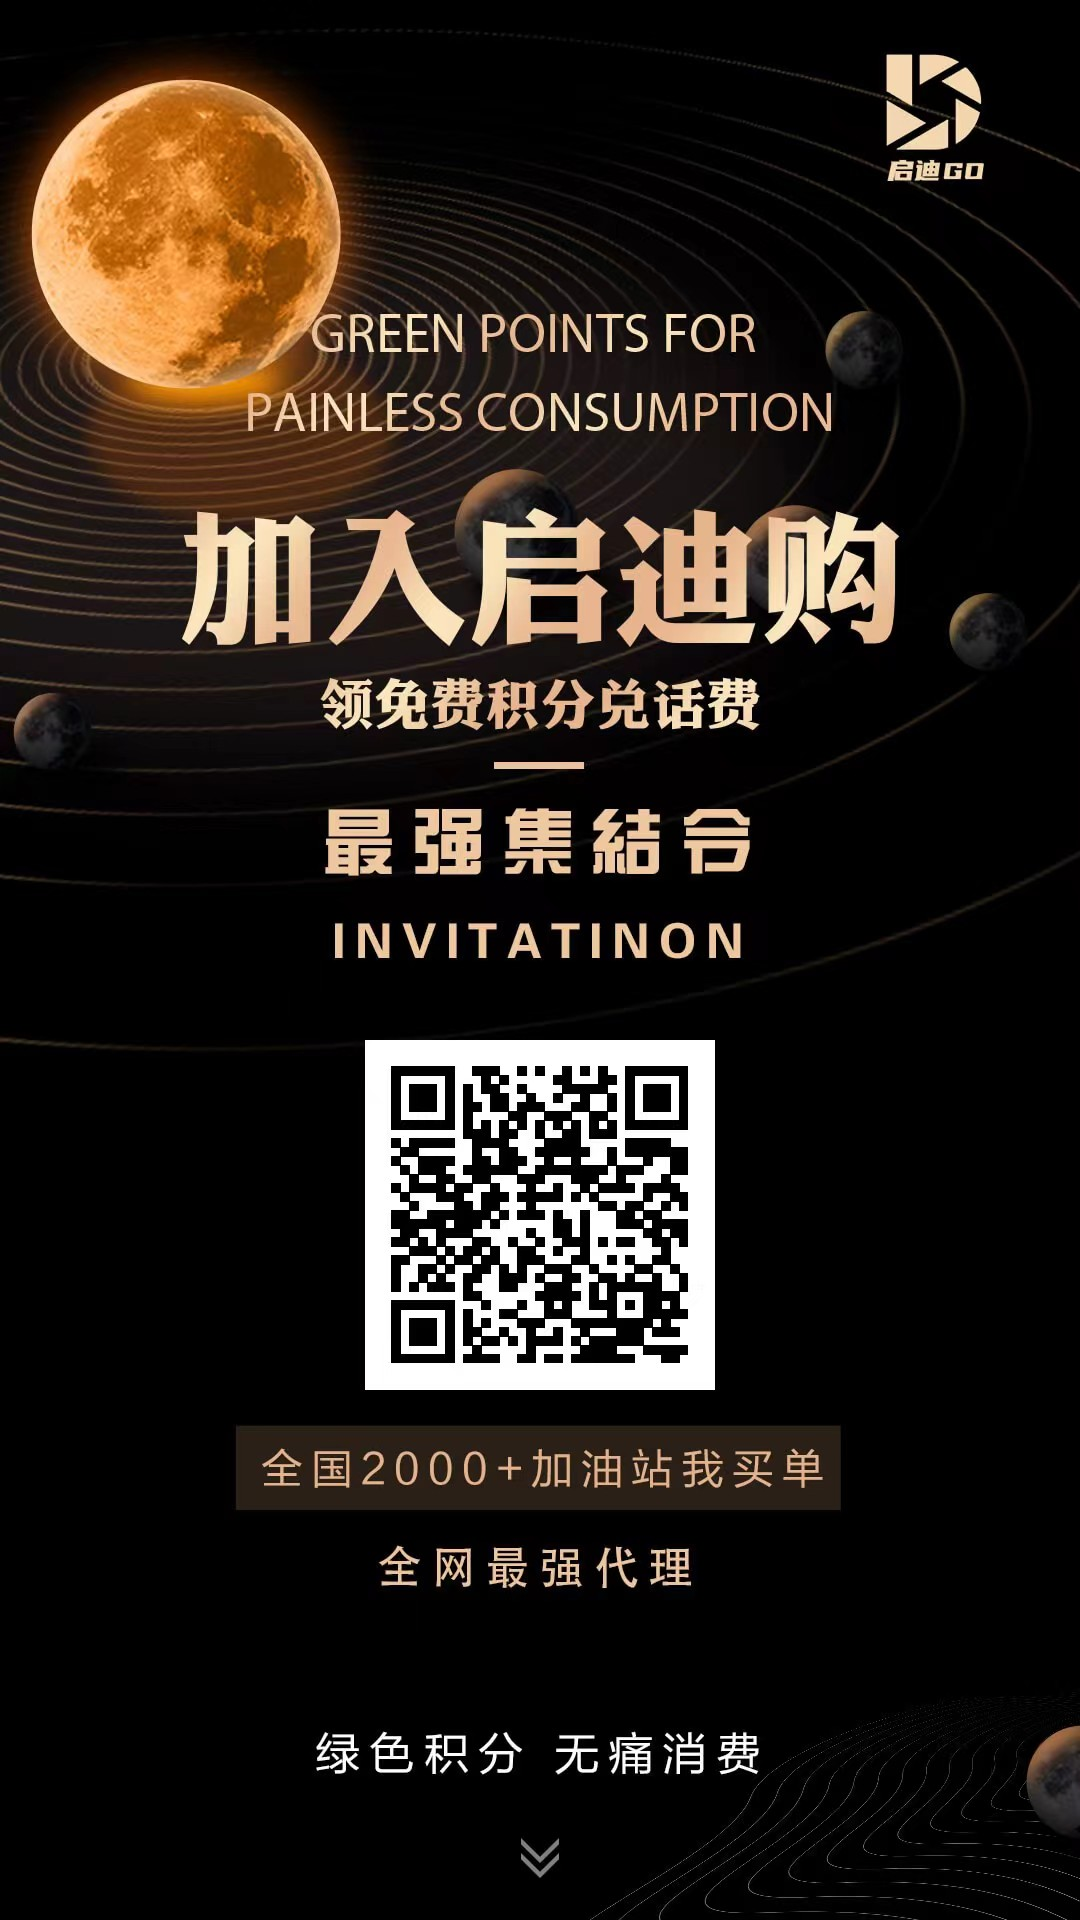 启迪GO
GREEN POINTS FOR
PAINLESS CONSUMPTION
加入启迪购
领免费积分兑话费
最强集結令
INVITATINON
全国2000+加油站我买单
全网最强代理
绿色积分 无痛消费